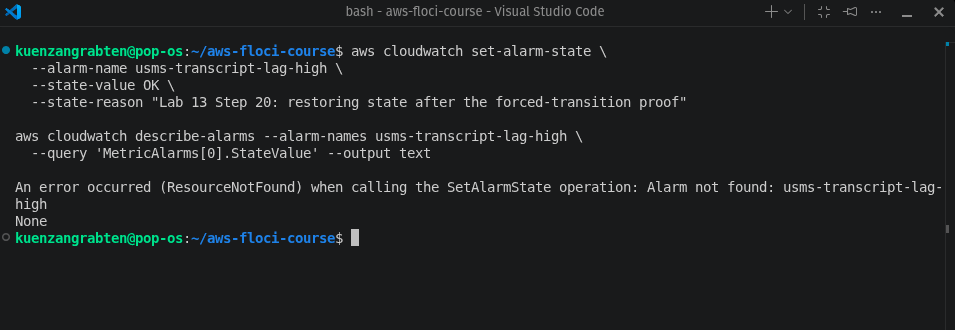 bash - aws-floci-course - Visual Studio Code
kuenzangrabten@pop-os:~/aws-floci-course$ aws cloudwatch set-alarm-state \
  --alarm-name usms-transcript-lag-high \
  --state-value OK \
  --state-reason "Lab 13 Step 20: restoring state after the forced-transition proof"
aws cloudwatch describe-alarms --alarm-names usms-transcript-lag-high \
  --query 'MetricAlarms[0].StateValue' --output text
An error occurred (ResourceNotFound) when calling the SetAlarmState operation: Alarm not found: usms-transcript-lag-
high
None
kuenzangrabten@pop-os:~/aws-floci-course$